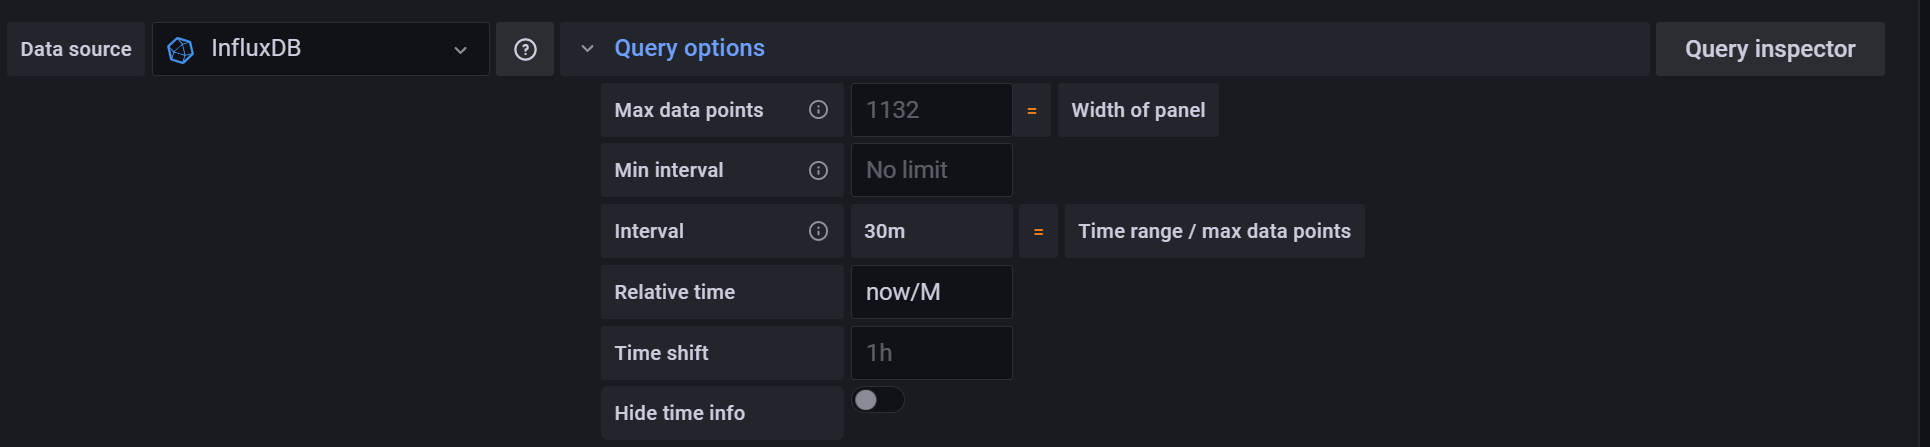 Data source InfluxDB Query options Query inspector
Max data points 1132 = Width of panel
Min interval No limit
Interval 30m = Time range / max data points
Relative time now/M
Time shift 1h
Hide time info